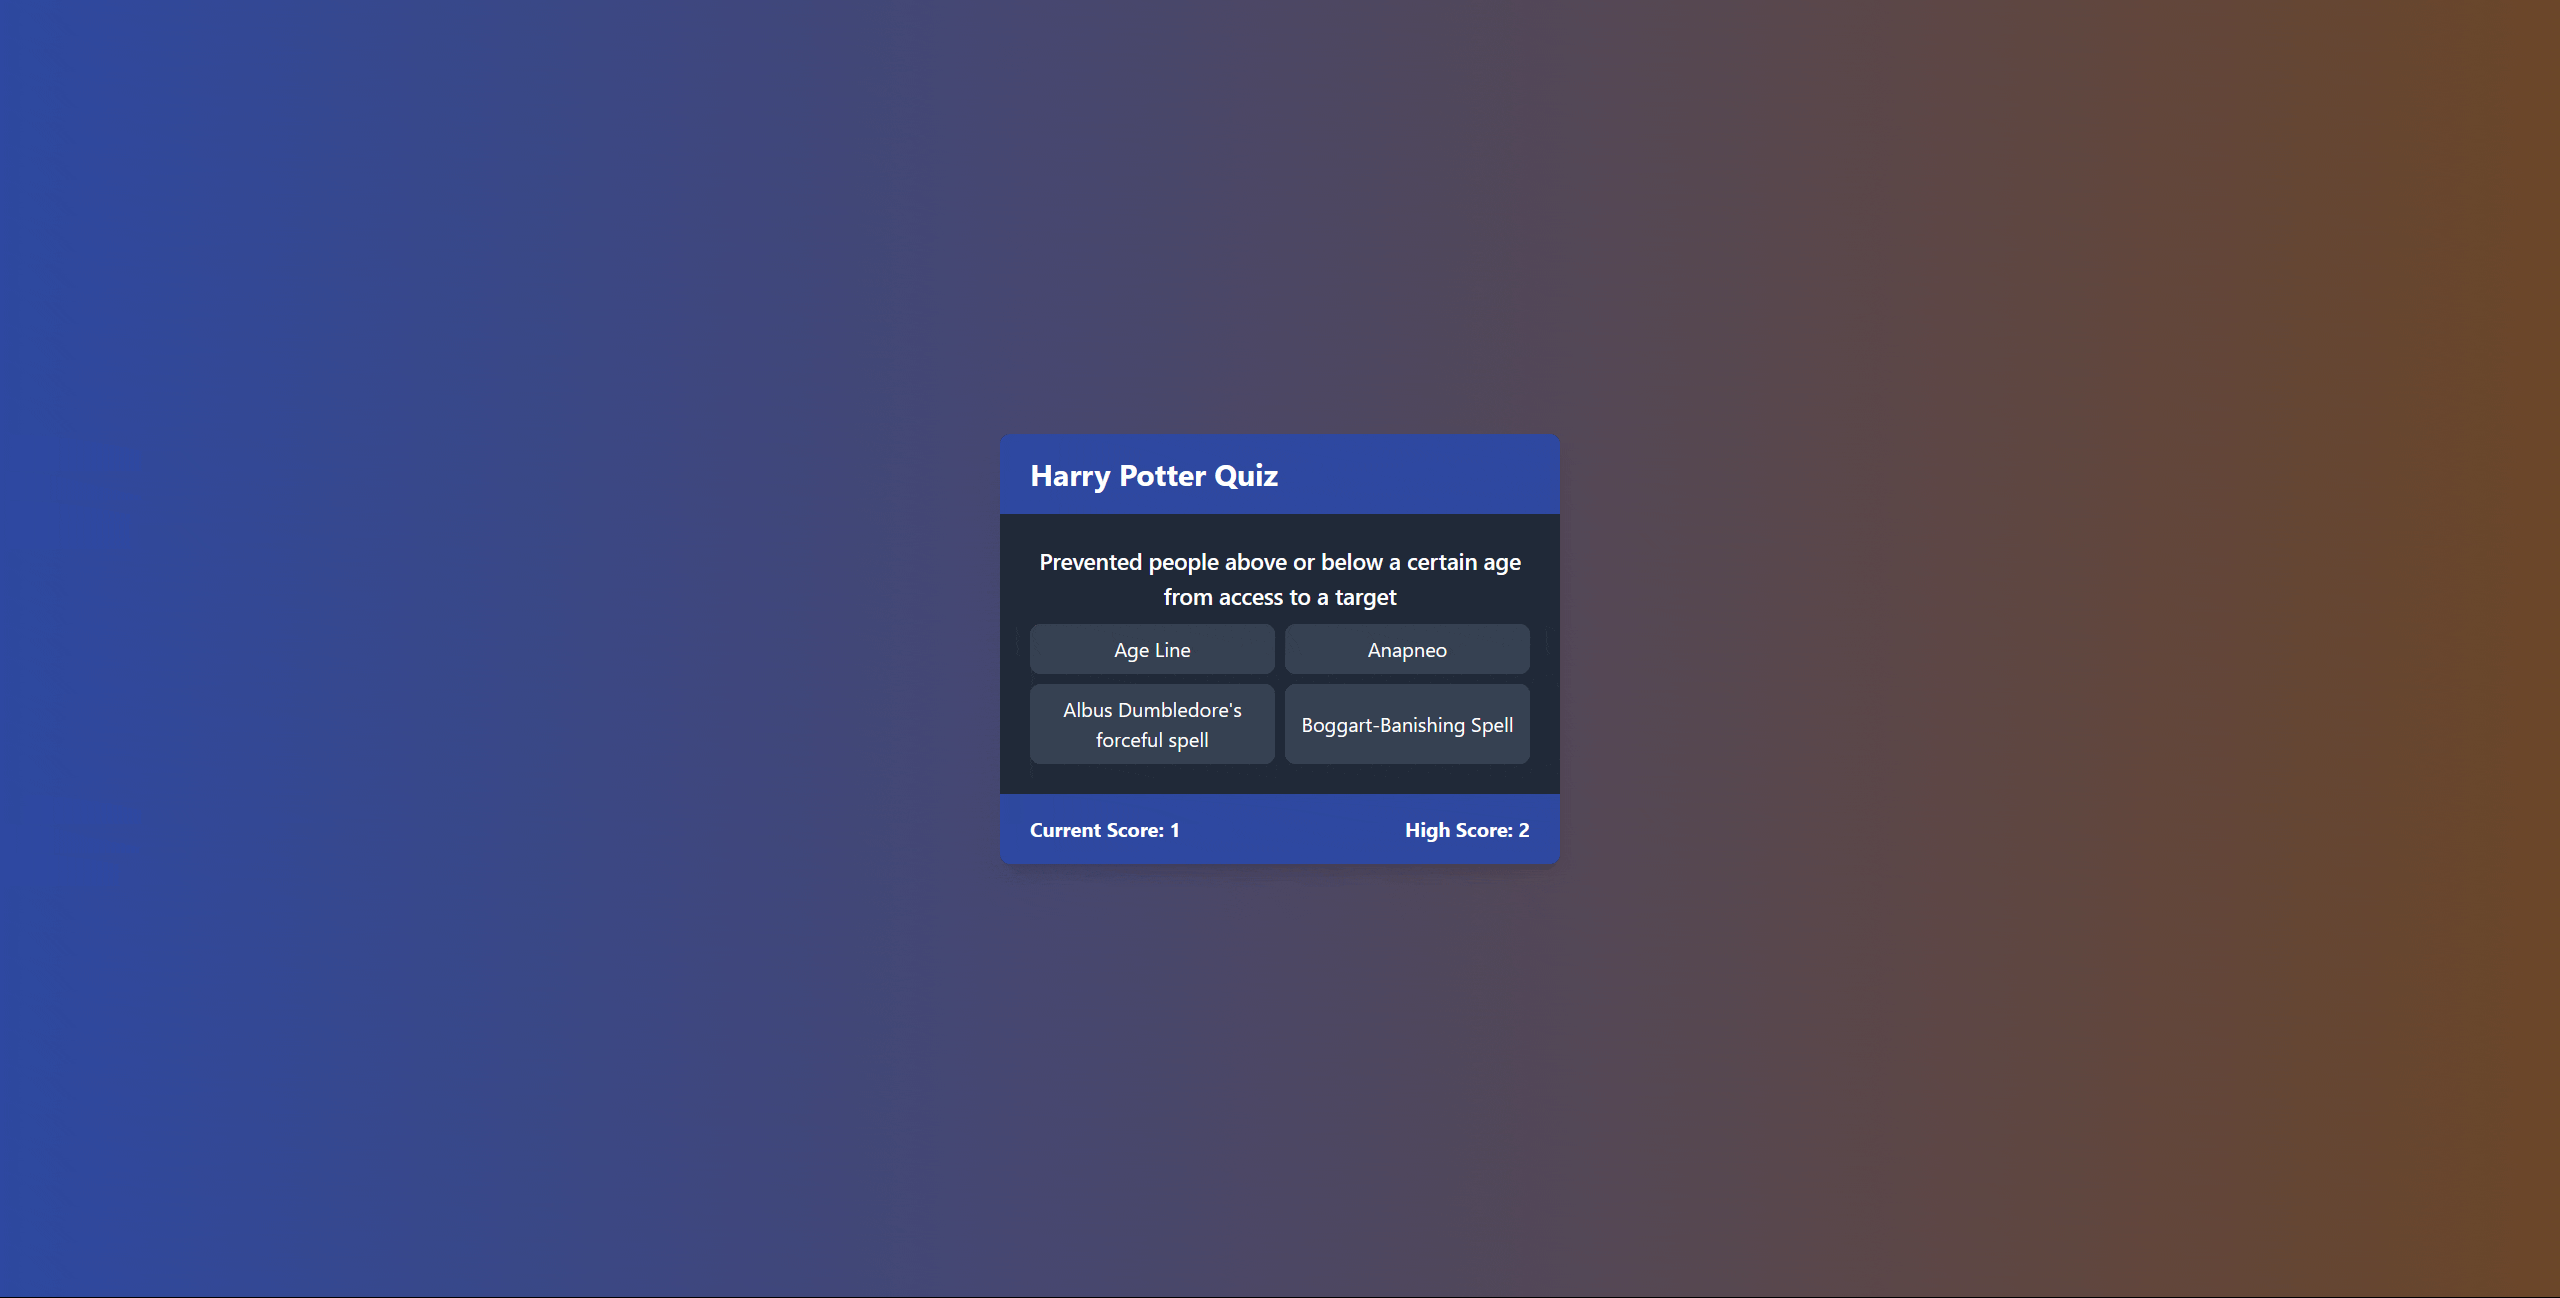 Harry Potter Quiz
Prevented people above or below a certain age
from access to a target
Age Line
Anapneo
Albus Dumbledore's
forceful spell
Boggart-Banishing Spell
Current Score: 1
High Score: 2